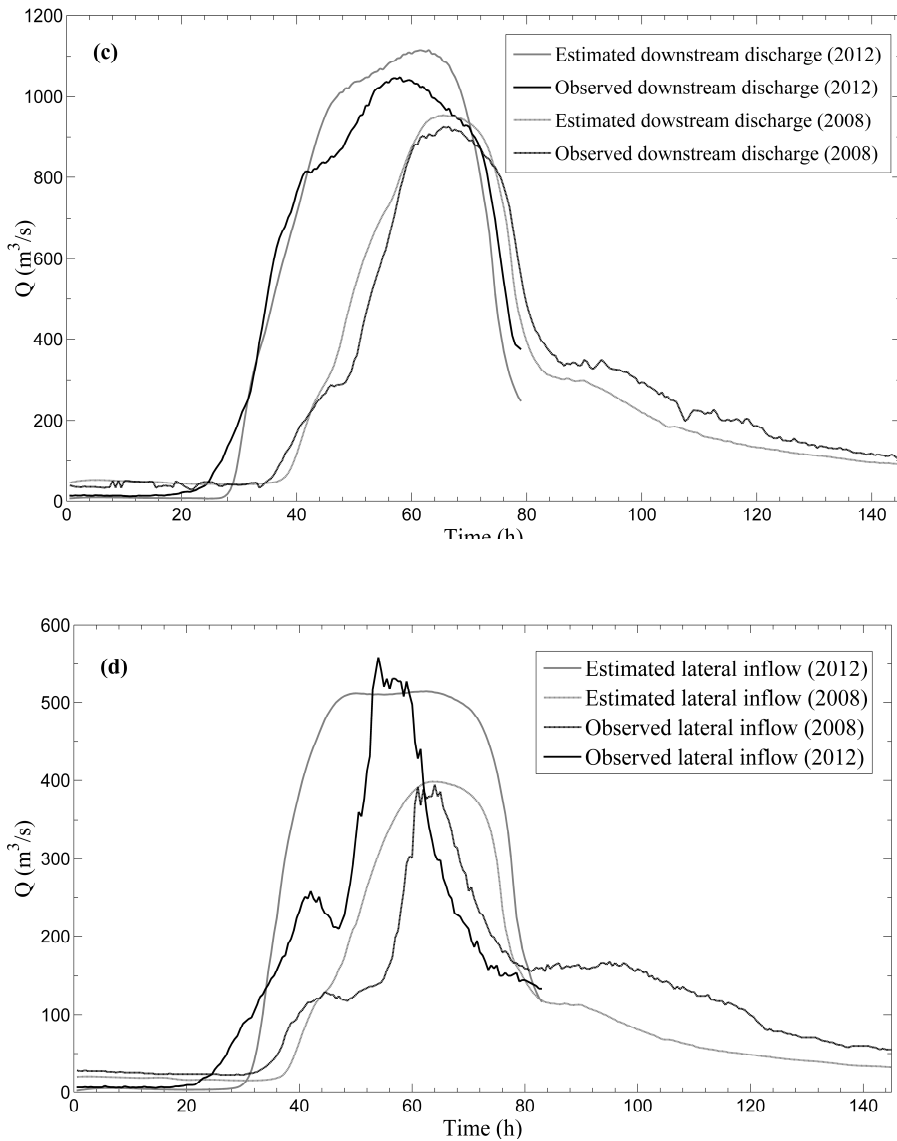 1200
(c)
Estimated downstream discharge (2012)
Observed downstream discharge (2012)
Estimated dowstream discharge (2008)
Observed downstream discharge (2008)
1000
800
600
400
200
0
Q (m³/s)
0 20 40 60 80 100 120 140
Time (h)
600
(d)
Estimated lateral inflow (2012)
Estimated lateral inflow (2008)
Observed lateral inflow (2008)
Observed lateral inflow (2012)
500
400
300
200
100
0
Q (m³/s)
0 20 40 60 80 100 120 140
Time (h)